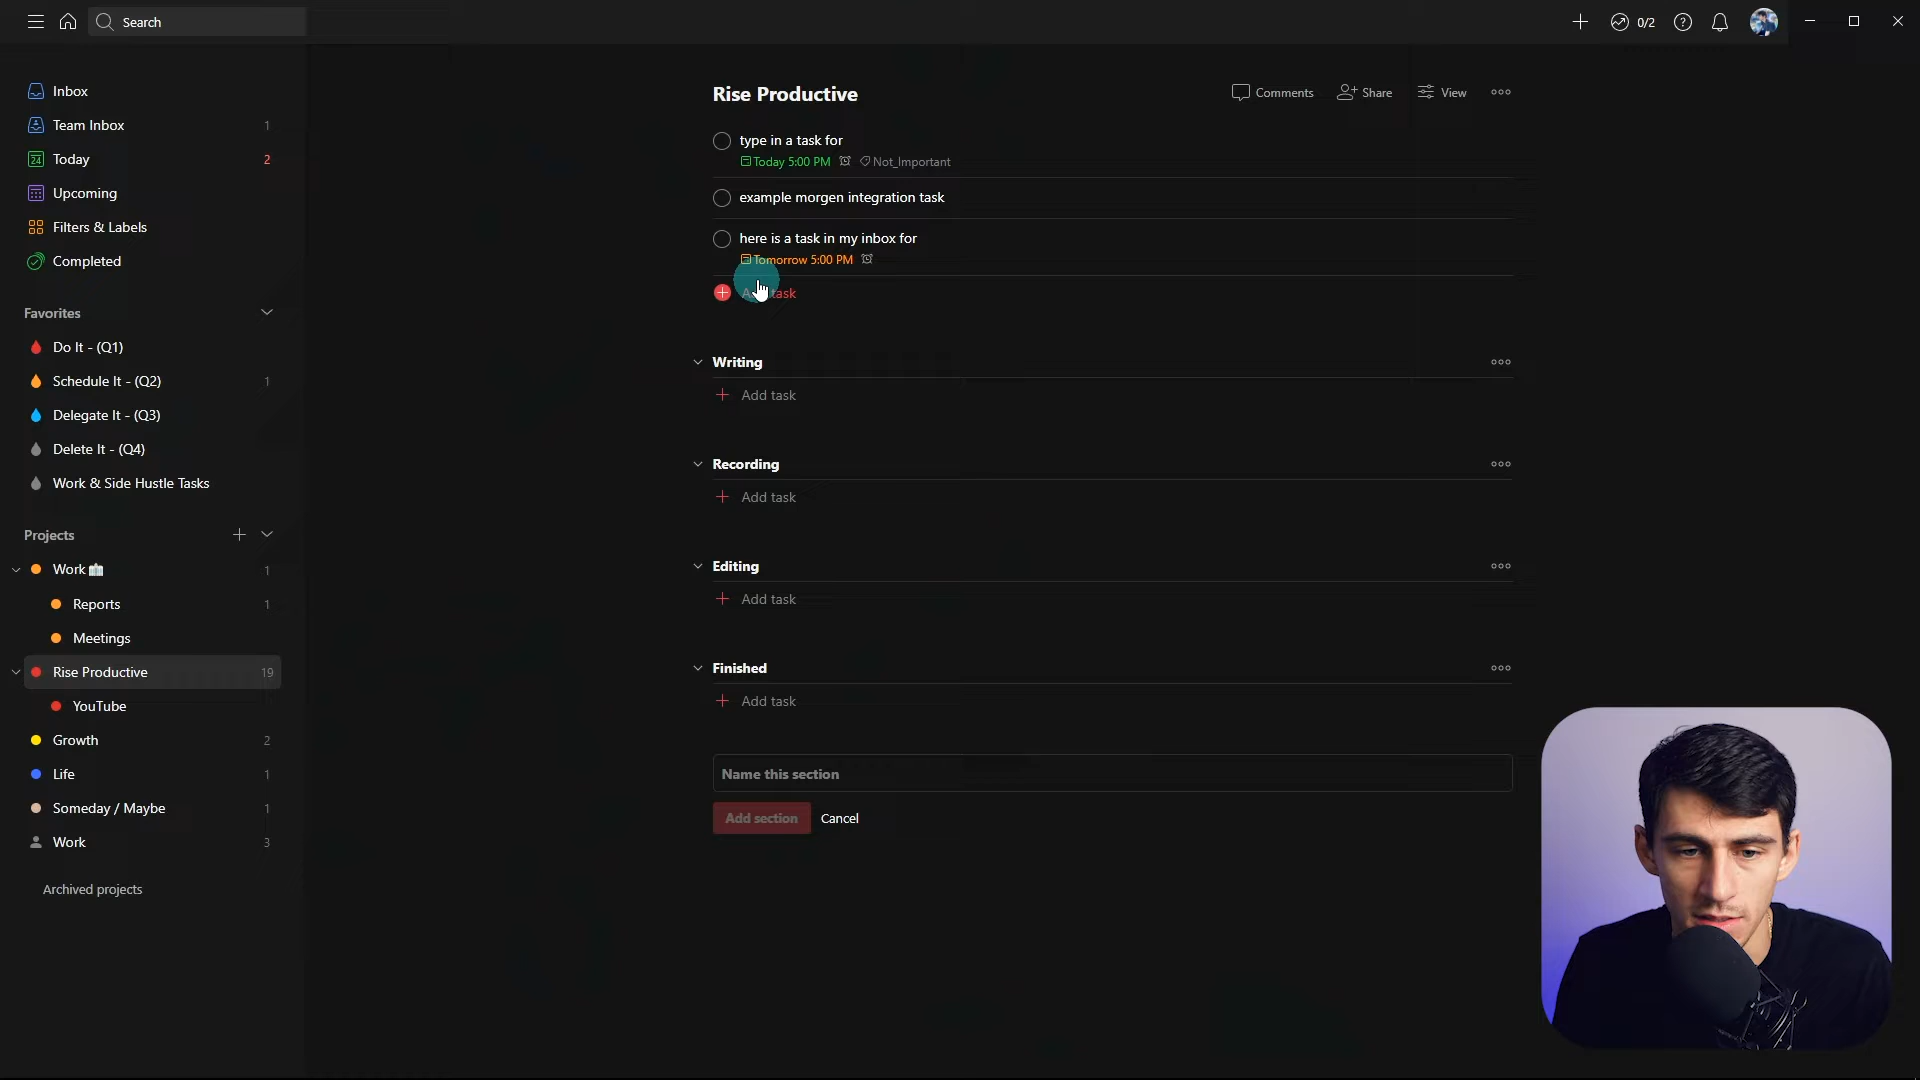 Search
0/2
Inbox
Team Inbox 1
24 Today 2
Upcoming
Filters & Labels
Completed
Favorites
Do It - (Q1)
Schedule It - (Q2) 1
Delegate It - (Q3)
Delete It - (Q4)
Work & Side Hustle Tasks
Projects
Work 1
Reports 1
Meetings
Rise Productive 19
YouTube
Growth 2
Life 1
Someday / Maybe 1
Work 3
Archived projects
Rise Productive
Comments Share View
type in a task for
Today 5:00 PM Not_Important
example morgen integration task
here is a task in my inbox for
Tomorrow 5:00 PM
task
Writing
Add task
Recording
Add task
Editing
Add task
Finished
Add task
Name this section
Add section Cancel